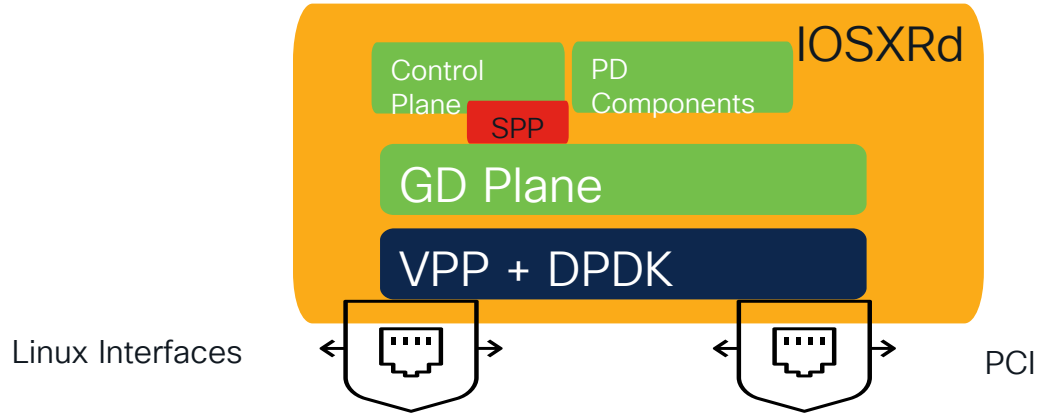 IOSXRd
Control
Plane
PD
Components
SPP
GD Plane
VPP + DPDK
Linux Interfaces
PCI